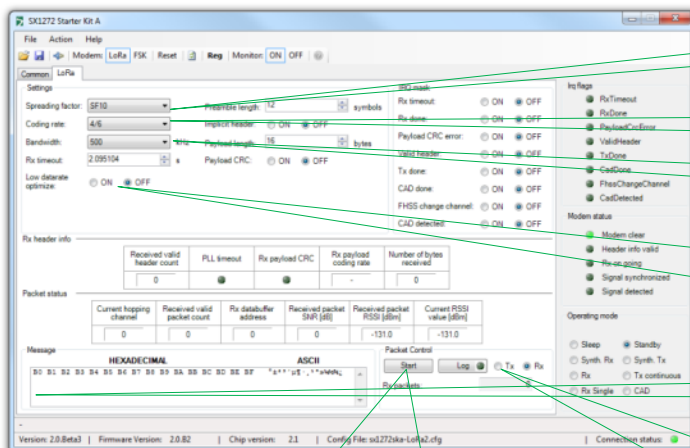 SX1272 Starter Kit A
File Action Help
Modem: LoRa FSK Reset Reg Monitor: ON OFF
Common LoRa
Settings
Spreading factor: SF10
Coding rate: 4/6
Bandwidth: 500 kHz
Rx timeout: 2.095104 s
Low datarate optimize: ON OFF
Preamble length: 12 symbols
Implicit header: ON OFF
Payload length: 16 bytes
Payload CRC: ON OFF
IRQ mask
Rx timeout: ON OFF
Rx done: ON OFF
Payload CRC error: ON OFF
Valid header: ON OFF
Tx done: ON OFF
CAD done: ON OFF
FHSS change channel: ON OFF
CAD detected: ON OFF
Irq flags
RxTimeout
RxDone
PayloadCrcError
ValidHeader
TxDone
CadDone
FhssChangeChannel
CadDetected
Modem status
Modem clear
Header info valid
Rx on going
Signal synchronized
Signal detected
Rx header info
Received valid header count PLL timeout Rx payload CRC Rx payload coding rate Number of bytes received
0 - 0
Packet status
Current hopping channel Received valid packet count Rx databuffer address Received packet SNR [dB] Received packet RSSI [dBm] Current RSSI value [dBm]
0 0 0 0 -131.0 -131.0
Operating mode
Sleep Standby
Synth. Rx Synth. Tx
Rx Tx continuous
Rx Single CAD
Message
HEXADECIMAL ASCII
B0 B1 B2 B3 B4 B5 B6 B7 B8 B9 BA BB BC BD BE BF
Packet Control
Start Log Tx Rx
Rx packets:
-
Version: 2.0.Beta3 | Firmware Version: 2.0.B2 | Chip version: 2.1 | Config File: sx1272ska-LoRa2.cfg | Connection status: